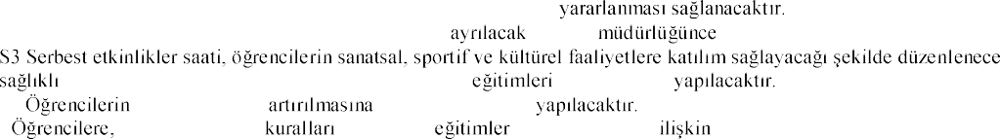 yararlanması sağlanacaktır.
ayrılacak müdürlüğünce
S3 Serbest etkinlikler saati, öğrencilerin sanatsal, sportif ve kültürel faaliyetlere katılım sağlayacağı şekilde düzenlenece
sağlıklı eğitimleri yapılacaktır.
Öğrencilerin artırılmasına yapılacaktır.
Öğrencilere, kuralları eğitimler ilişkin